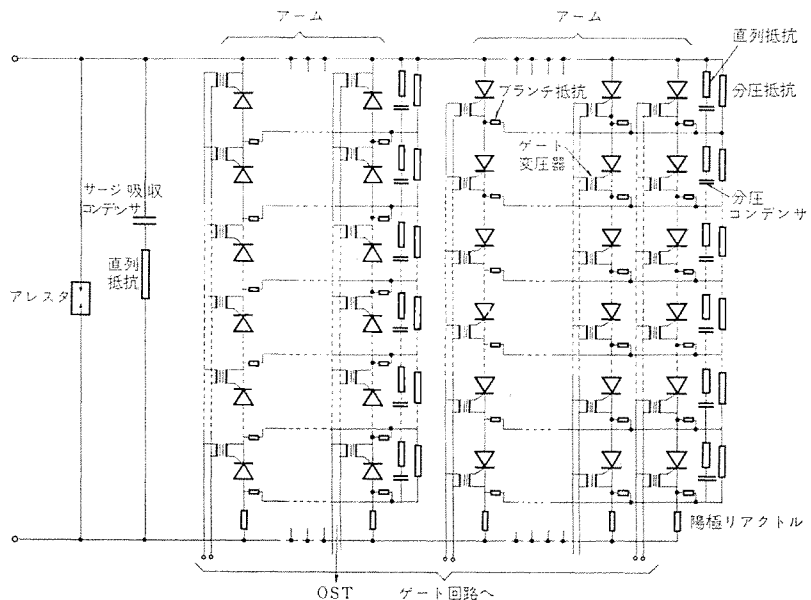 アーム
アーム
直列抵抗
ブランチ抵抗
分圧抵抗
ゲート
変圧器
サージ吸収
コンデンサ
分圧
コンデンサ
直列
抵抗
アレスタ
陽極リアクトル
OST
ゲート回路へ